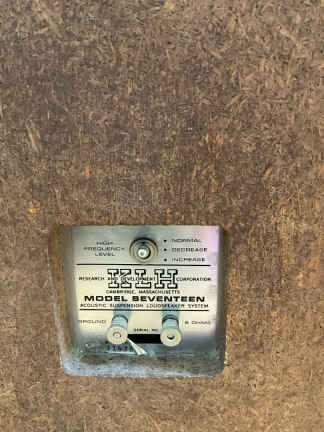 HIGH
FREQUENCY
LEVEL
• NORMAL
• DECREASE
• INCREASE
KLH
RESEARCH AND DEVELOPMENT CORPORATION
CAMBRIDGE, MASSACHUSETTS
MODEL SEVENTEEN
ACOUSTIC SUSPENSION LOUDSPEAKER SYSTEM
GROUND
8 OHMS
SERIAL NO.